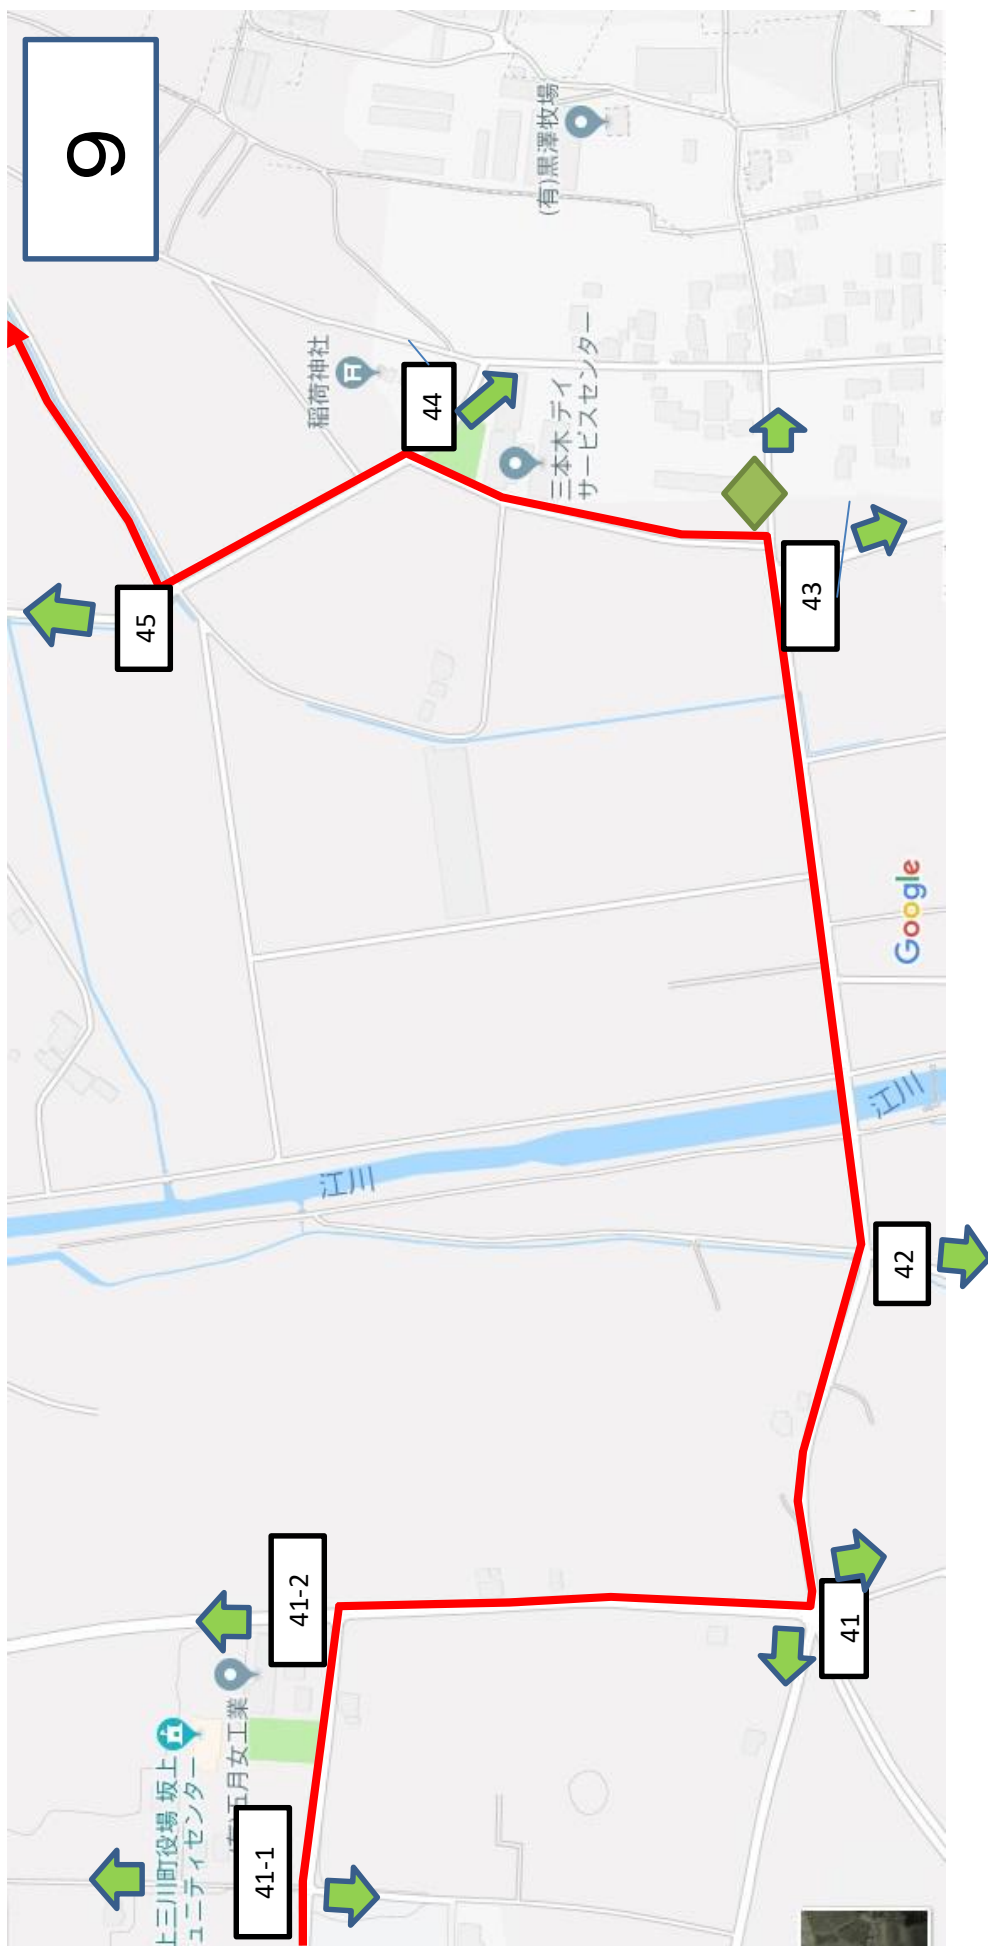 9
45
上三川町役場 坂上
ュニティセンター
五月女工業
41-1
41-2
稲荷神社
江川
44
(有)黒澤牧場
三本木 デイ
サービスセンター
43
41
42
江川
Google